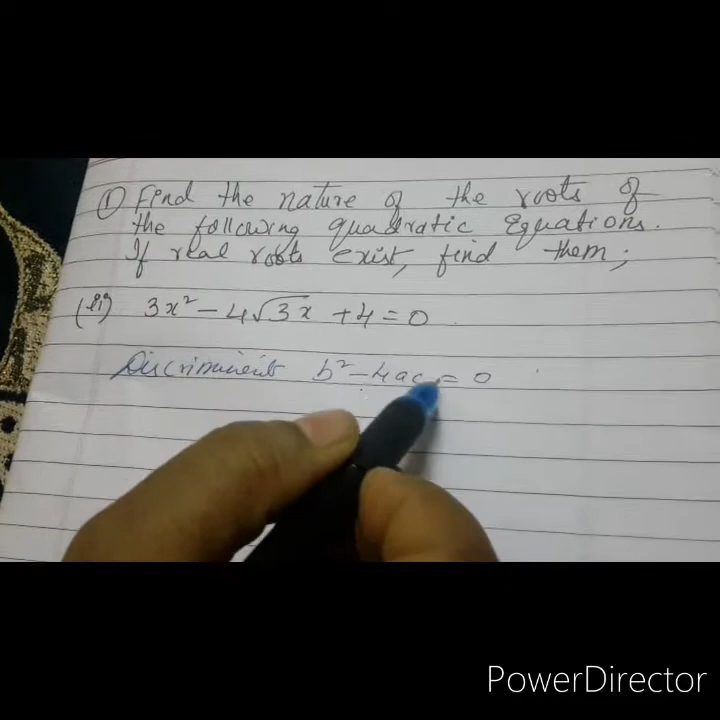 ① Find the nature of the roots of
the following quadratic Equations.
If real roots exist, find them;
(ii) 3x² - 4√3x + 4 = 0
Discriminent b² - 4ac = 0
PowerDirector